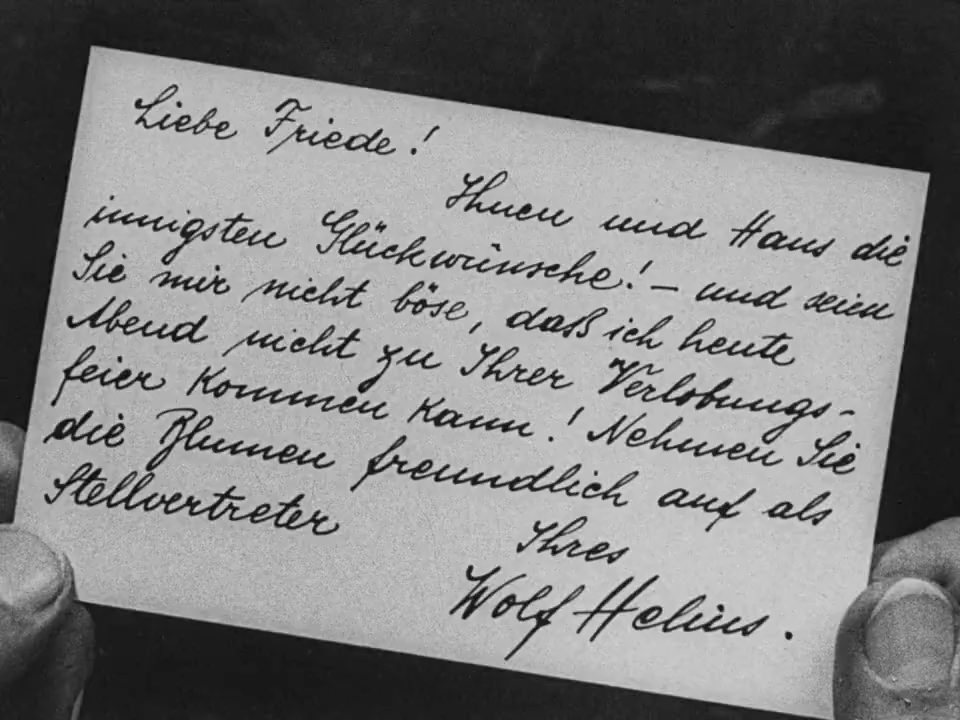 Liebe Friede!
Ihnen und Hans die
innigsten Glückwünsche! – und seien
Sie mir nicht böse, daß ich heute
Abend nicht zu Ihrer Verlobungs-
feier kommen kann! Nehmen Sie
die Blumen freundlich auf als
Stellvertreter
Ihres
Wolf Helius.